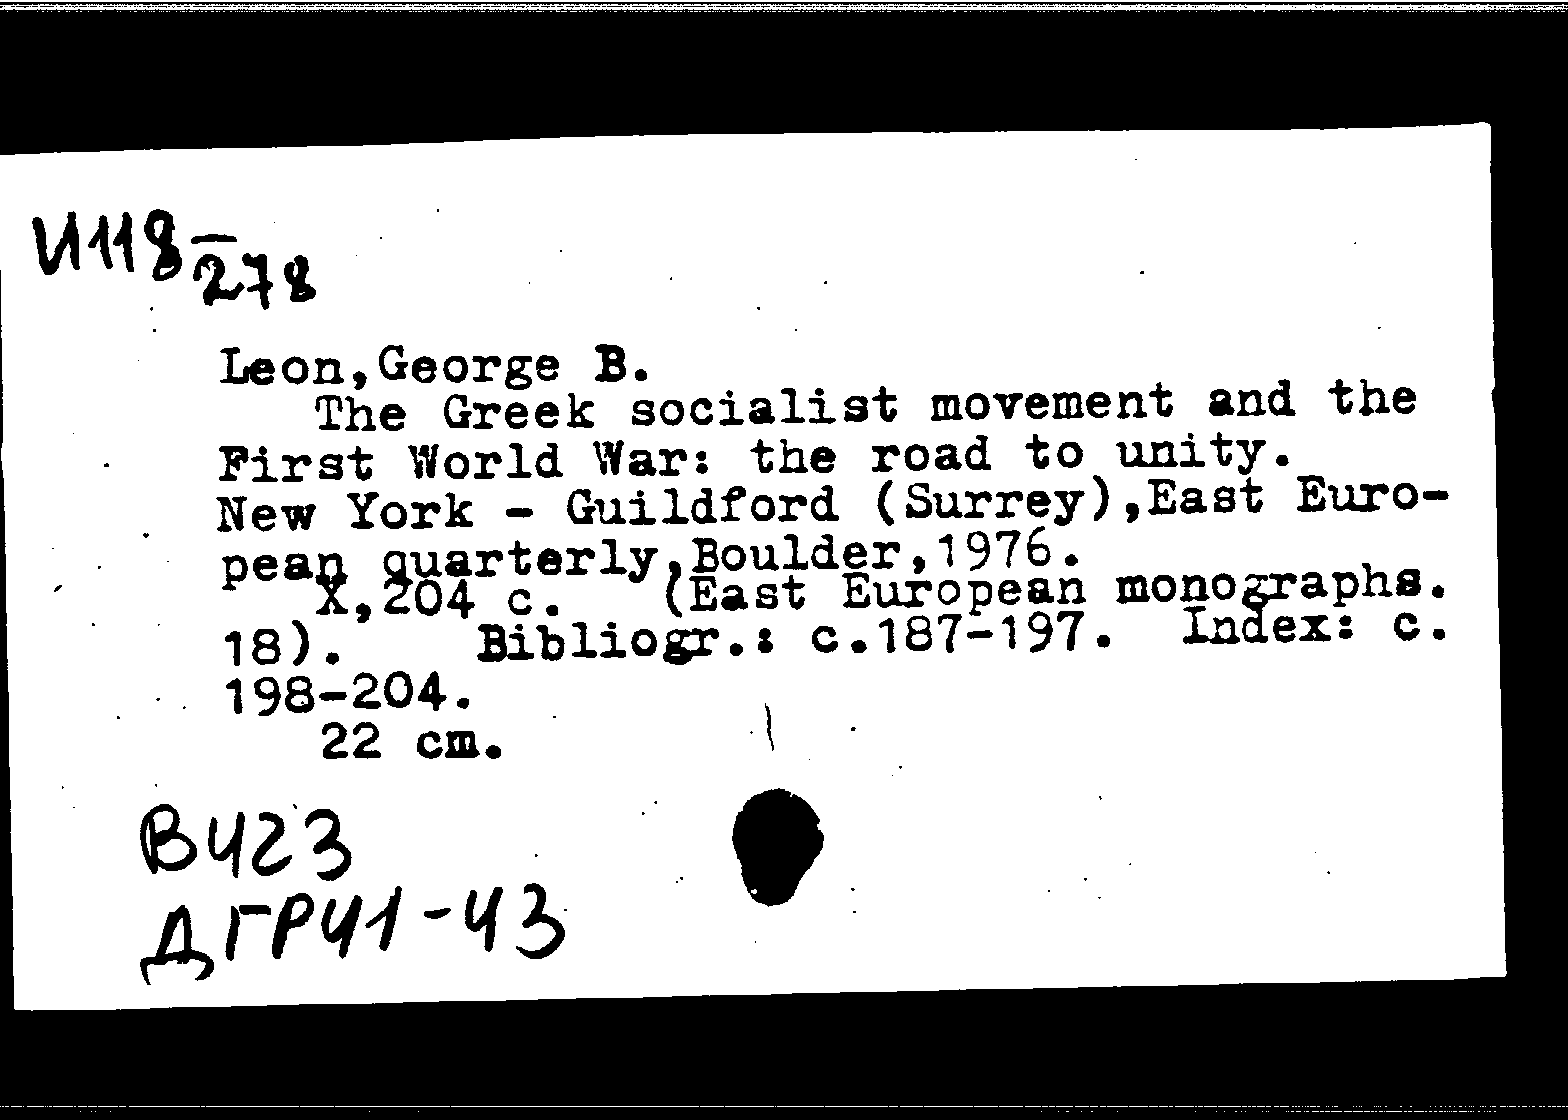 И118
278
Leon,George B.
The Greek socialist movement and the
First World War: the road to unity.
New York - Guildford (Surrey),East Euro-
pean quarterly,Boulder,1976.
X,204 c. (East European monographs.
18). Bibliogr.: c.187-197. Index: c.
198-204.
22 cm.
В423
ДГР41-43